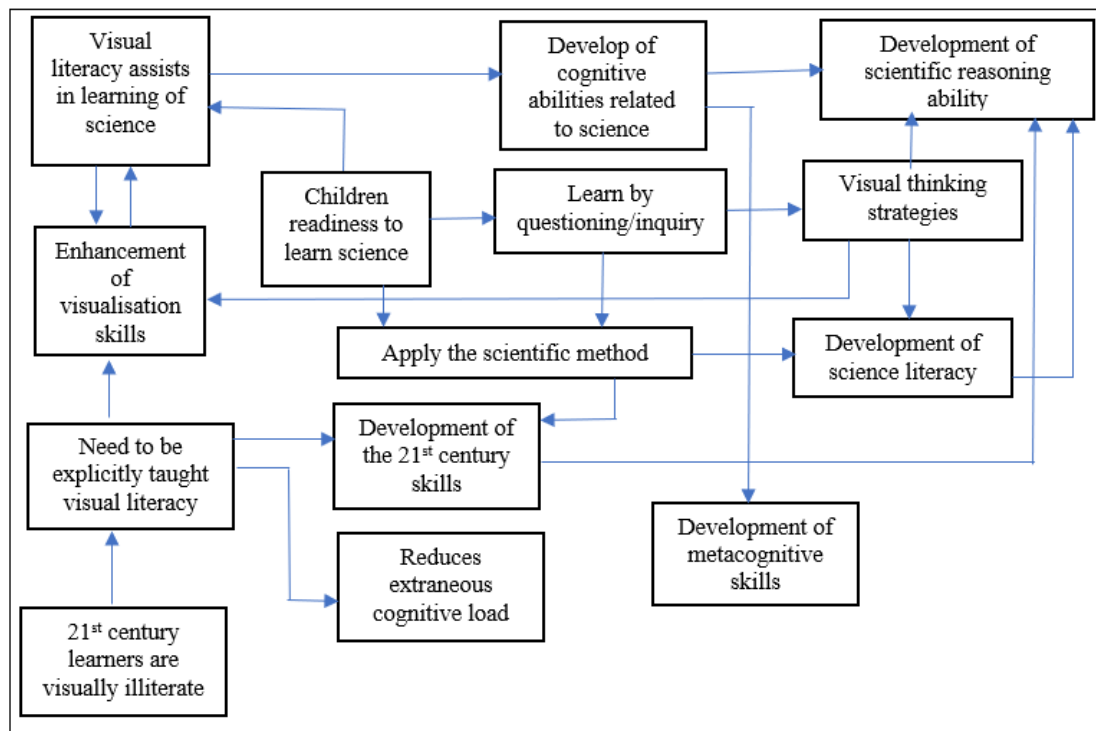 Visual
literacy assists
in learning of
science
Develop of
cognitive
abilities related
to science
Development of
scientific reasoning
ability
Children
readiness to
learn science
Learn by
questioning/inquiry
Visual thinking
strategies
Enhancement
of
visualisation
skills
Apply the scientific method
Development of
science literacy
Need to be
explicitly taught
visual literacy
Development of
the 21st century
skills
Development of
metacognitive
skills
Reduces
extraneous
cognitive load
21st century
learners are
visually illiterate